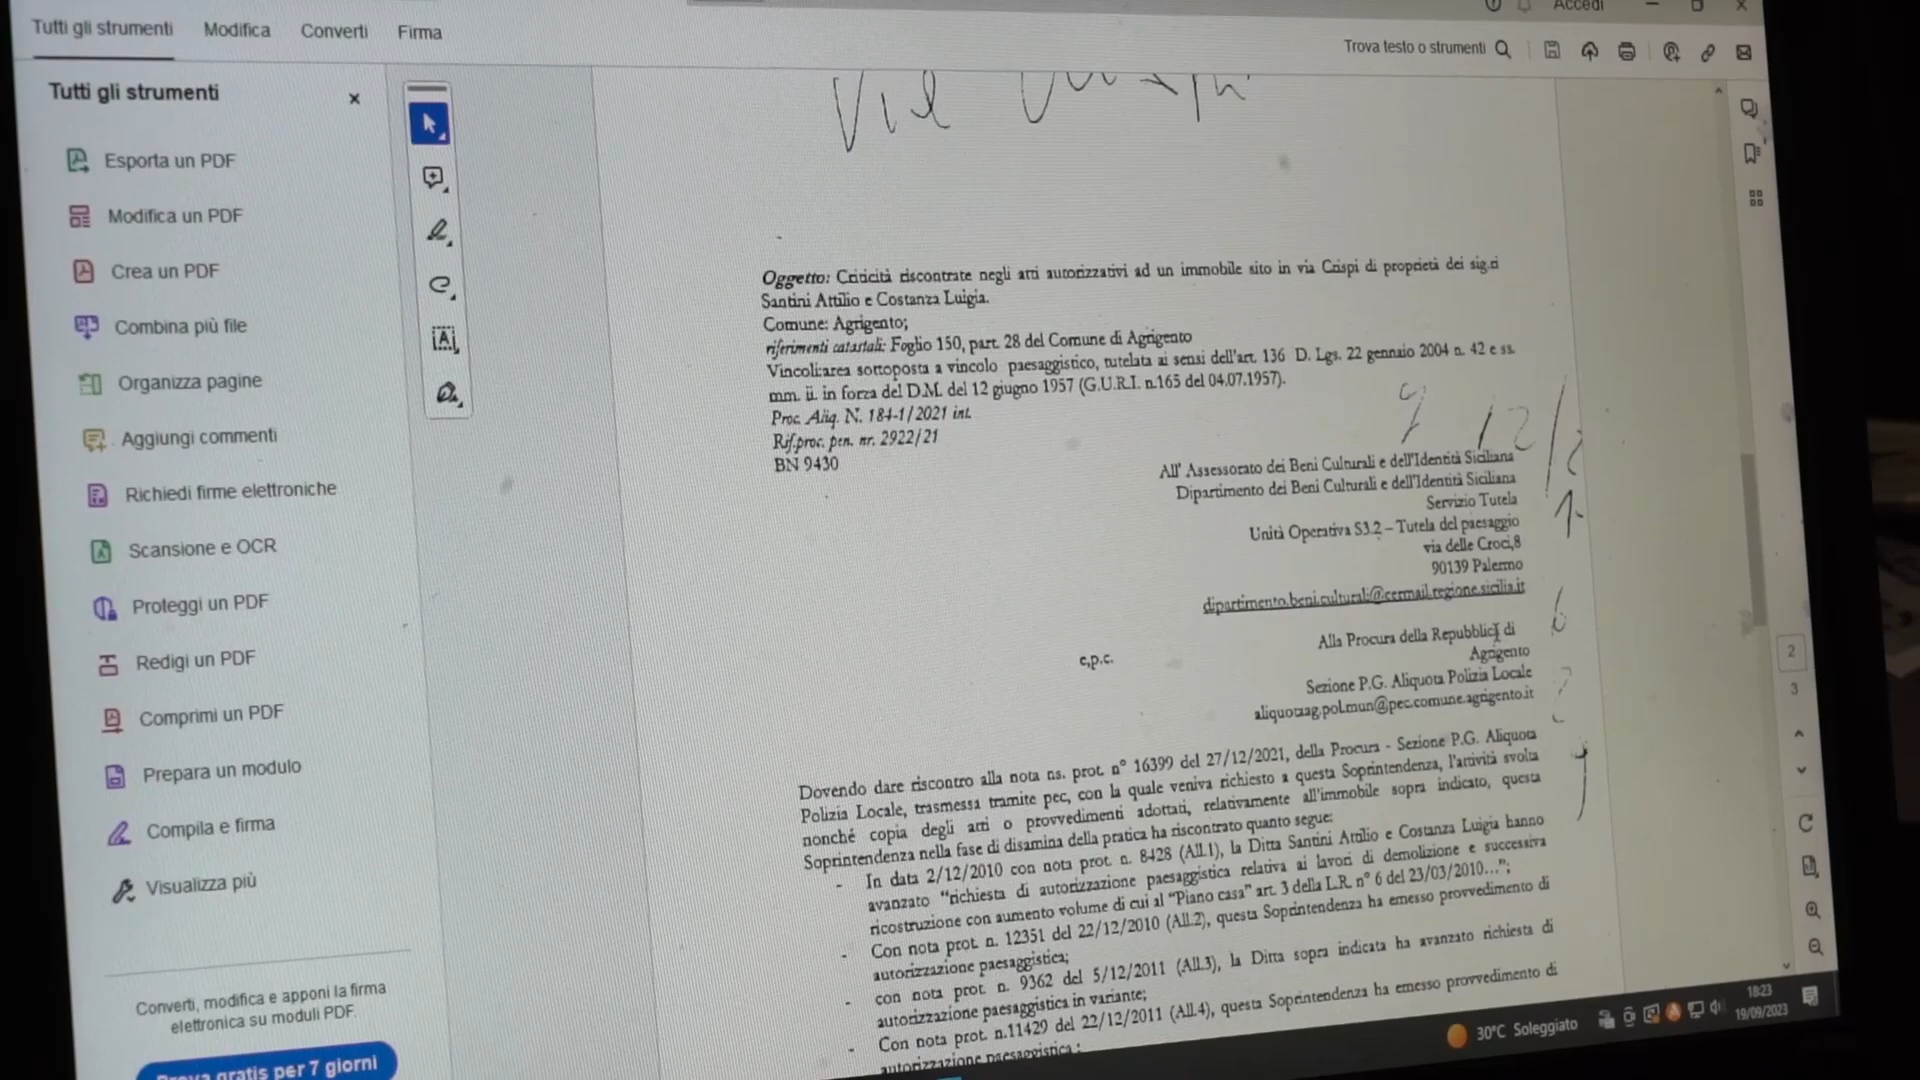 Accedi
Tutti gli strumenti Modifica Converti Firma
Trova testo o strumenti
Tutti gli strumenti
Esporta un PDF
Modifica un PDF
Crea un PDF
Combina più file
Organizza pagine
Aggiungi commenti
Richiedi firme elettroniche
Scansione e OCR
Proteggi un PDF
Redigi un PDF
Comprimi un PDF
Prepara un modulo
Compila e firma
Visualizza più
Converti, modifica e apponi la firma
elettronica su moduli PDF.
Prova gratis per 7 giorni
Oggetto: Criticità riscontrate negli atti autorizzativi ad un immobile sito in via Crispi di proprietà dei sig.ri
Santini Attilio e Costanza Luigia.
Comune: Agrigento;
riferimenti catastali: Foglio 150, part. 28 del Comune di Agrigento
Vincoli:area sottoposta a vincolo paesaggistico, tutelata ai sensi dell'art. 136 D. Lgs. 22 gennaio 2004 n. 42 e ss.
mm. ii. in forza del D.M. del 12 giugno 1957 (G.U.R.I. n.165 del 04.07.1957).
Proc. Aliq. N. 184-1/2021 int.
Rif.proc. pen. nr. 2922/21
BN 9430
All' Assessorato dei Beni Culturali e dell'Identità Siciliana
Dipartimento dei Beni Culturali e dell'Identità Siciliana
Servizio Tutela
Unità Operativa S3.2 – Tutela del paesaggio
via delle Croci,8
90139 Palermo
dipartimento.beni.culturali@certmail.regione.sicilia.it
e,p.c.
Alla Procura della Repubblica di
Agrigento
Sezione P.G. Aliquota Polizia Locale
aliquotaag.pol.mun@pec.comune.agrigento.it
Dovendo dare riscontro alla nota ns. prot. n° 16399 del 27/12/2021, della Procura - Sezione P.G. Aliquota
Polizia Locale, trasmessa tramite pec, con la quale veniva richiesto a questa Soprintendenza, l'attività svolta
nonché copia degli atti o provvedimenti adottati, relativamente all'immobile sopra indicato, questa
Soprintendenza nella fase di disamina della pratica ha riscontrato quanto segue:
- In data 2/12/2010 con nota prot. n. 8428 (All.1), la Ditta Santini Attilio e Costanza Luigia hanno
avanzato "richiesta di autorizzazione paesaggistica relativa ai lavori di demolizione e successiva
ricostruzione con aumento volume di cui al "Piano casa" art. 3 della L.R. n° 6 del 23/03/2010...";
- Con nota prot. n. 12351 del 22/12/2010 (All.2), questa Soprintendenza ha emesso provvedimento di
autorizzazione paesaggistica;
- con nota prot. n. 9362 del 5/12/2011 (All.3), la Ditta sopra indicata ha avanzato richiesta di
autorizzazione paesaggistica in variante;
- Con nota prot. n.11429 del 22/12/2011 (All.4), questa Soprintendenza ha emesso provvedimento di
autorizzazione paesaggistica ;
2
3
30°C Soleggiato
18:23
19/09/2023